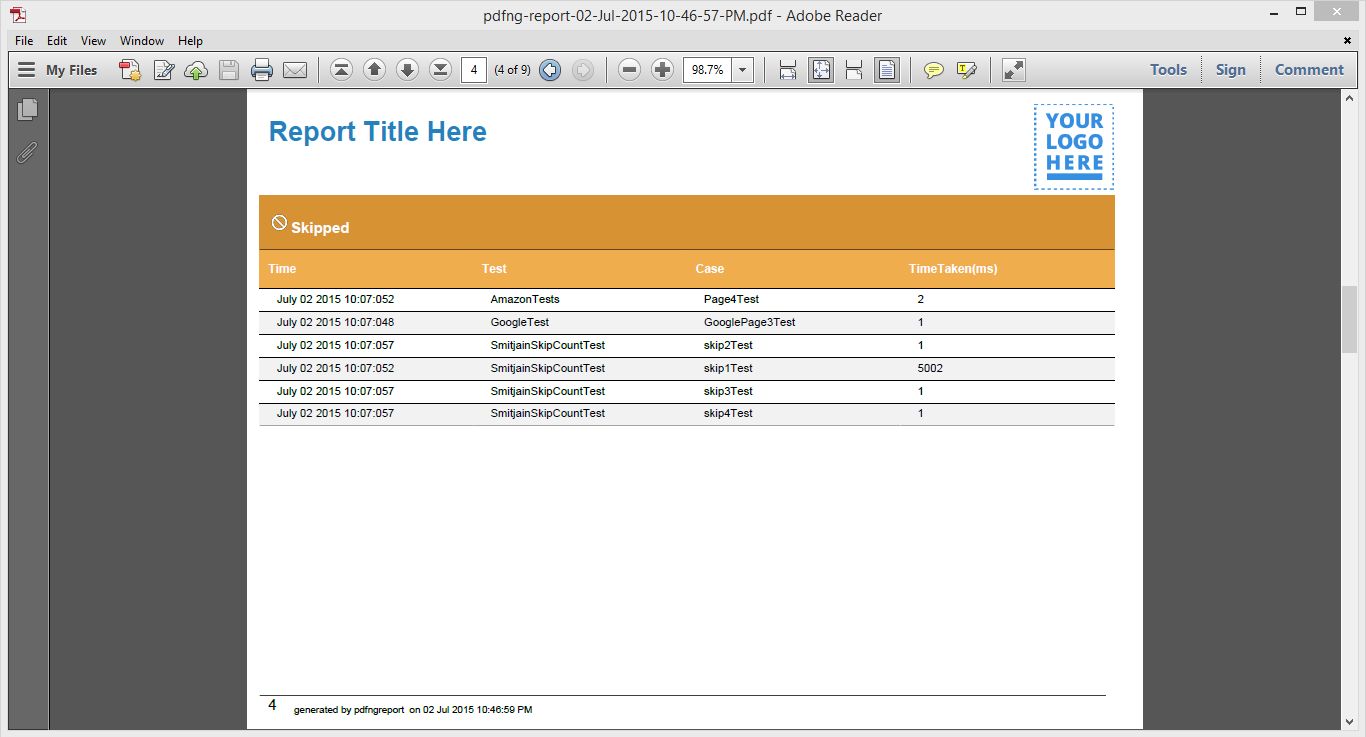 pdfng-report-02-Jul-2015-10-46-57-PM.pdf - Adobe Reader
File Edit View Window Help
My Files 4 (4 of 9) 98.7% Tools Sign Comment
Report Title Here
YOUR
LOGO
HERE
Skipped
Time Test Case TimeTaken(ms)
July 02 2015 10:07:052 AmazonTests Page4Test 2
July 02 2015 10:07:048 GoogleTest GooglePage3Test 1
July 02 2015 10:07:057 SmitjainSkipCountTest skip2Test 1
July 02 2015 10:07:052 SmitjainSkipCountTest skip1Test 5002
July 02 2015 10:07:057 SmitjainSkipCountTest skip3Test 1
July 02 2015 10:07:057 SmitjainSkipCountTest skip4Test 1
4 generated by pdfngreport on 02 Jul 2015 10:46:59 PM